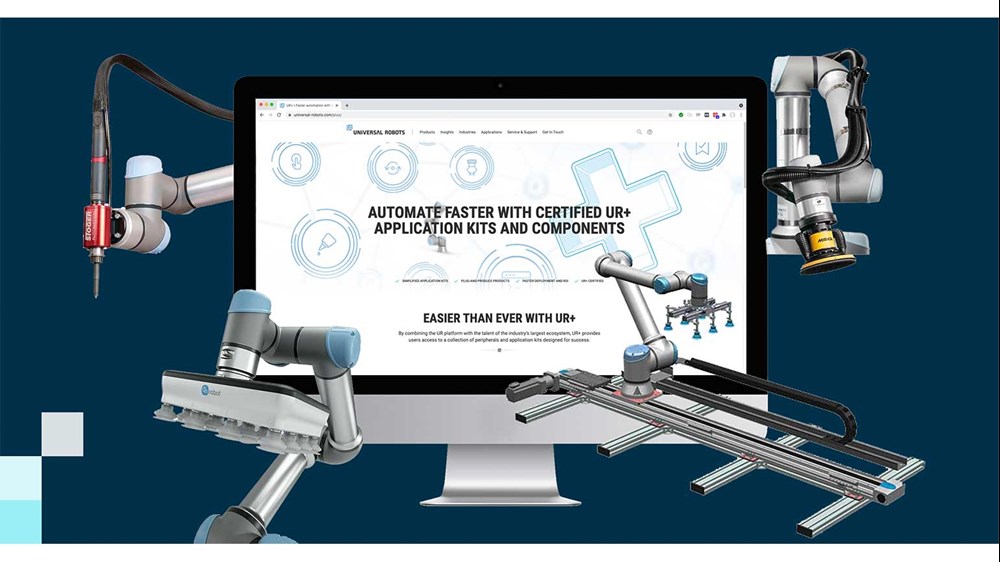 UR+ | Faster automation with
universal-robots.com/plus/
UNIVERSAL ROBOTS
Products Insights Industries Applications Service & Support Get In Touch
AUTOMATE FASTER WITH CERTIFIED UR+
APPLICATION KITS AND COMPONENTS
SIMPLIFIED APPLICATION KITS PLUG AND PRODUCE PRODUCTS FASTER DEPLOYMENT AND ROI UR+ CERTIFIED
EASIER THAN EVER WITH UR+
By combining the UR platform with the talent of the industry's largest ecosystem, UR+ provides
users access to a collection of peripherals and application kits designed for success.
STÖGER
MIRKA
robot